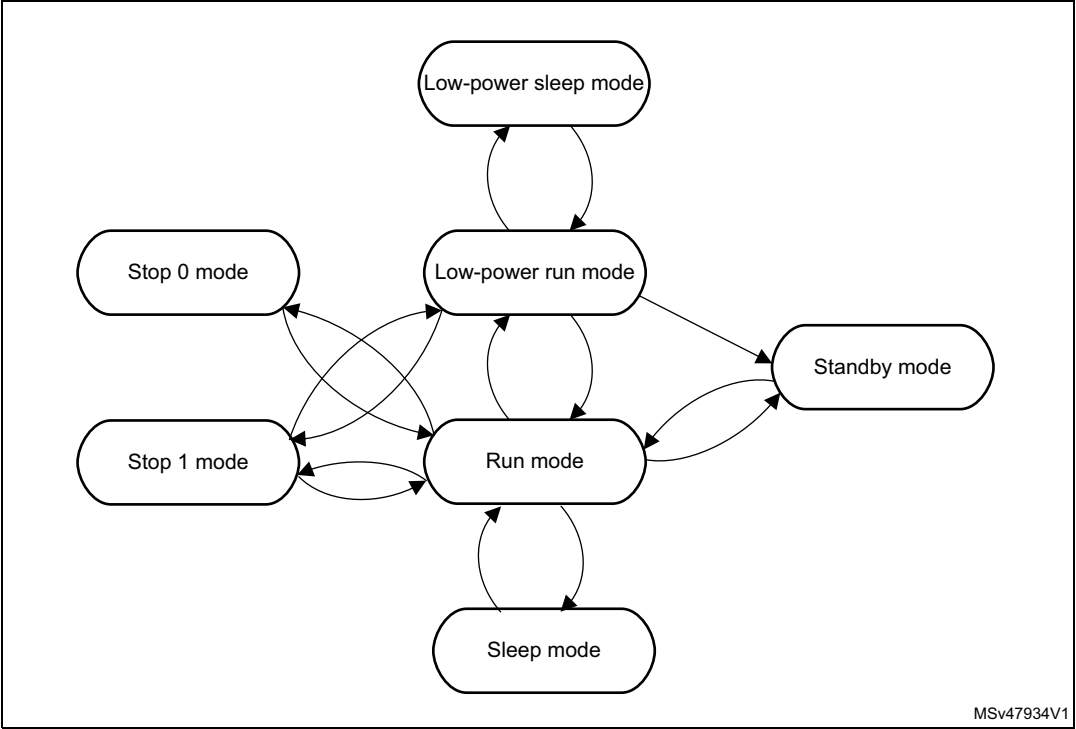 Low-power sleep mode
Stop 0 mode
Low-power run mode
Standby mode
Stop 1 mode
Run mode
Sleep mode
MSv47934V1